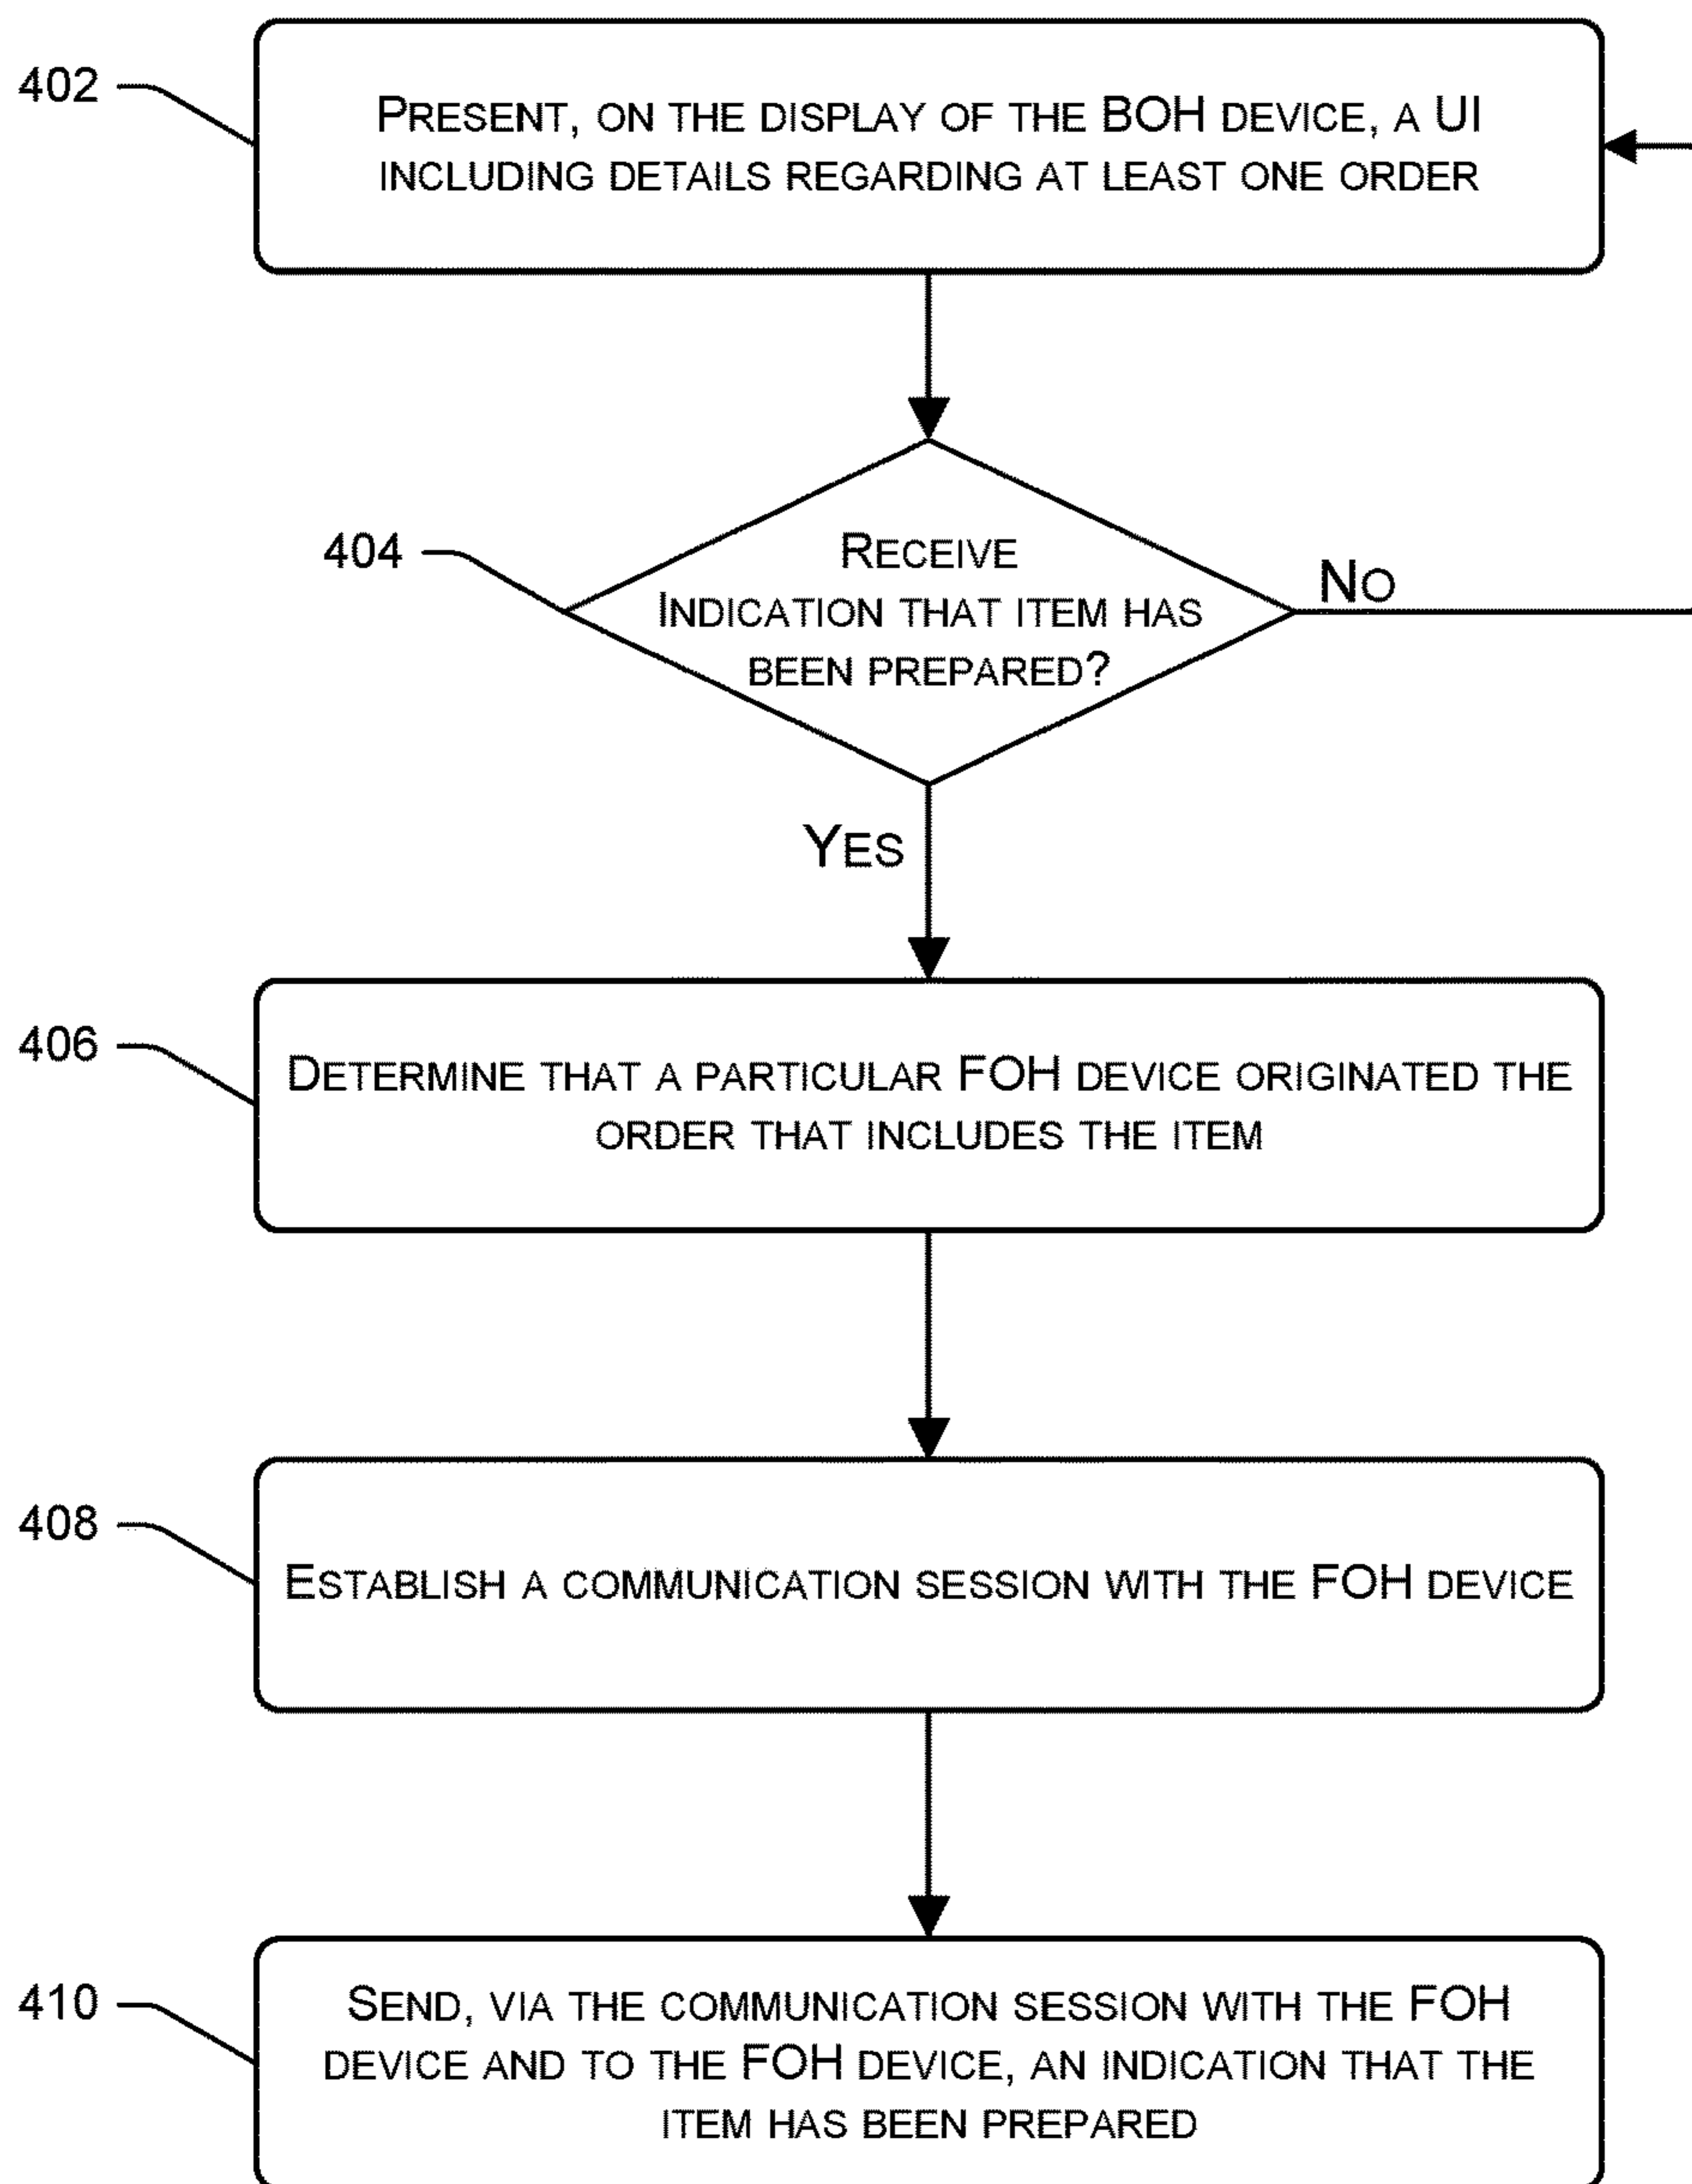 402
PRESENT, ON THE DISPLAY OF THE BOH DEVICE, A UI
INCLUDING DETAILS REGARDING AT LEAST ONE ORDER
404
RECEIVE
INDICATION THAT ITEM HAS
BEEN PREPARED?
NO
YES
406
DETERMINE THAT A PARTICULAR FOH DEVICE ORIGINATED THE
ORDER THAT INCLUDES THE ITEM
408
ESTABLISH A COMMUNICATION SESSION WITH THE FOH DEVICE
410
SEND, VIA THE COMMUNICATION SESSION WITH THE FOH
DEVICE AND TO THE FOH DEVICE, AN INDICATION THAT THE
ITEM HAS BEEN PREPARED